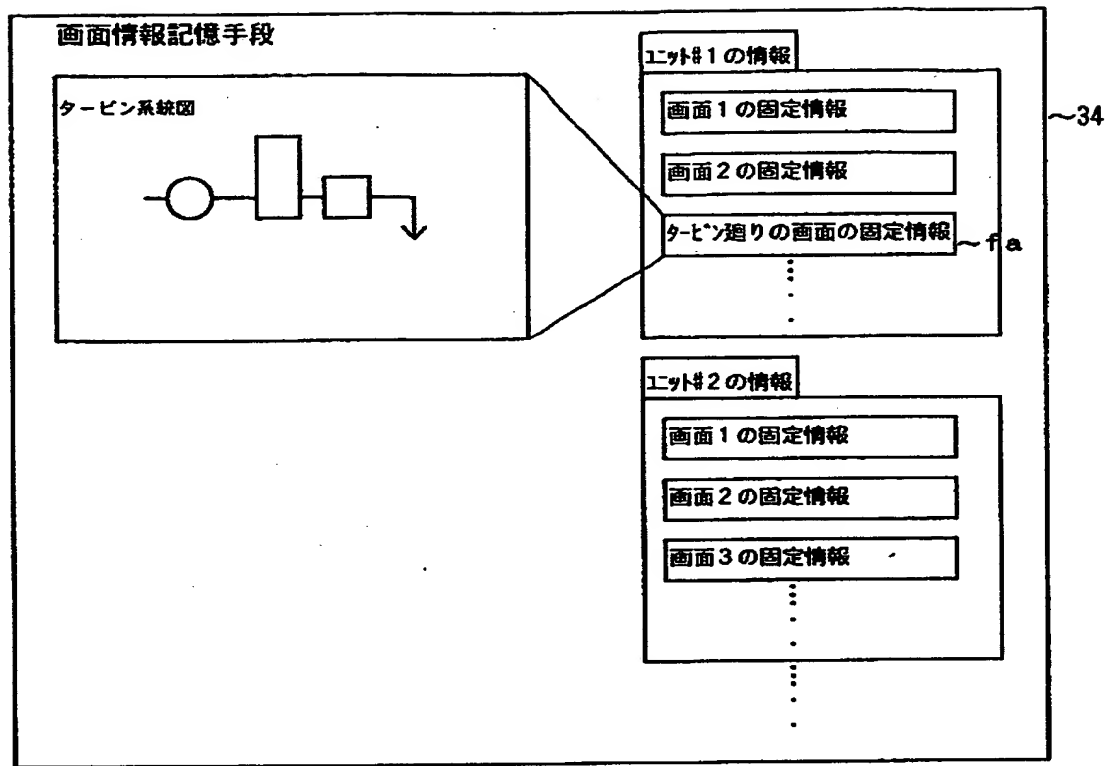 画面情報記憶手段
タービン系統図
ﾕﾆｯﾄ#1の情報
画面1の固定情報
画面2の固定情報
ﾀｰﾋﾞﾝ廻りの画面の固定情報
~fa
~34
ﾕﾆｯﾄ#2の情報
画面1の固定情報
画面2の固定情報
画面3の固定情報